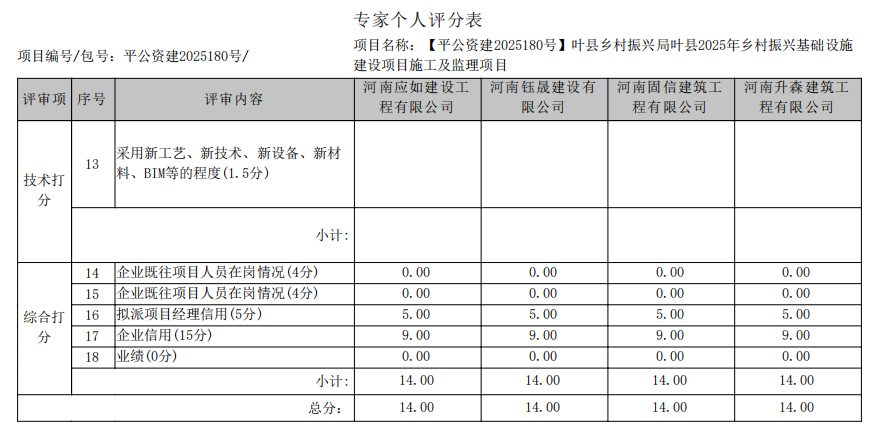 专家个人评分表
项目编号/包号: 平公资建2025180号/
项目名称: 【平公资建2025180号】叶县乡村振兴局叶县2025年乡村振兴基础设施
建设项目施工及监理项目
评审项 序号 评审内容 河南应如建设工 河南钰晟建设有 河南固信建筑工 河南升森建筑工
程有限公司 限公司 程有限公司 程有限公司
技术打
分
13
采用新工艺、新技术、新设备、新材
料、BIM等的程度(1.5分)
小计:
综合打
分
14 企业既往项目人员在岗情况(4分) 0.00 0.00 0.00 0.00
15 企业既往项目人员在岗情况(4分) 0.00 0.00 0.00 0.00
16 拟派项目经理信用(5分) 5.00 5.00 5.00 5.00
17 企业信用(15分) 9.00 9.00 9.00 9.00
18 业绩(0分) 0.00 0.00 0.00 0.00
小计: 14.00 14.00 14.00 14.00
总分: 14.00 14.00 14.00 14.00